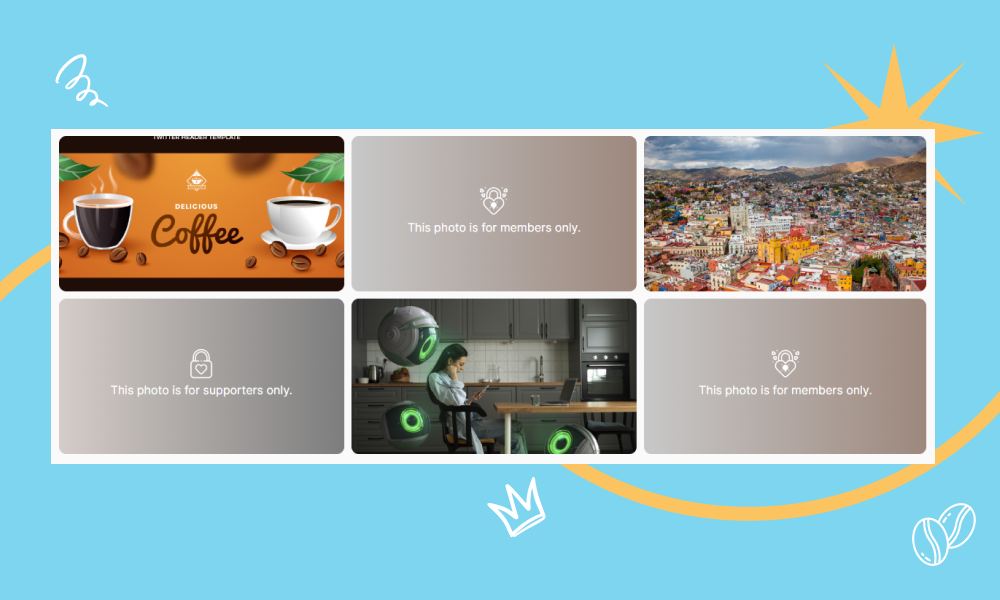 TWITTER HEADER TEMPLATE
DELICIOUS
Coffee
This photo is for members only.
This photo is for supporters only.
This photo is for members only.